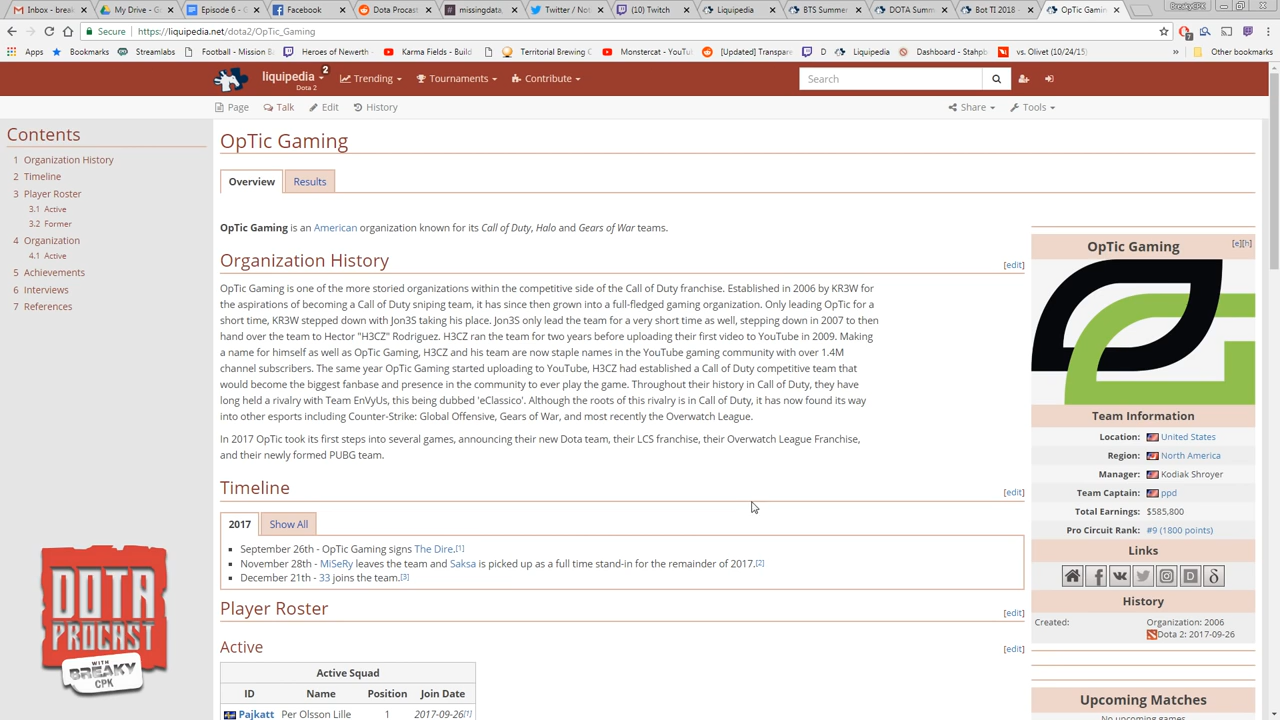 Inbox - break
My Drive - G
Episode 6 - G
Facebook
Dota Procast
missingdata
Twitter / Not
(10) Twitch
Liquipedia
BTS Summer
DOTA Summ
Bot TI 2018 -
OpTic Gamin
BreakyCPK
Secure
https://liquipedia.net/dota2/OpTic_Gaming
Apps
Bookmarks
Streamlabs
Football - Mission B
Heroes of Newerth
Karma Fields - Build
Territorial Brewing C
Monstercat - YouTu
[Updated] Transpare
D
Liquipedia
Dashboard - Stahpb
vs. Olivet (10/24/15)
»
Other bookmarks
liquipedia
2
Dota 2
Trending
Tournaments
Contribute
Search
Page
Talk
Edit
History
Share
Tools
Contents
1 Organization History
2 Timeline
3 Player Roster
3.1 Active
3.2 Former
4 Organization
4.1 Active
5 Achievements
6 Interviews
7 References
DOTA
PROCAST
WITH
BREAKY
CPK
OpTic Gaming
Overview
Results
OpTic Gaming is an American organization known for its Call of Duty, Halo and Gears of War teams.
Organization History
[edit]
OpTic Gaming is one of the more storied organizations within the competitive side of the Call of Duty franchise. Established in 2006 by KR3W for
the aspirations of becoming a Call of Duty sniping team, it has since then grown into a full-fledged gaming organization. Only leading OpTic for a
short time, KR3W stepped down with Jon3S taking his place. Jon3S only lead the team for a very short time as well, stepping down in 2007 to then
hand over the team to Hector "H3CZ" Rodriguez. H3CZ ran the team for two years before uploading their first video to YouTube in 2009. Making
a name for himself as well as OpTic Gaming, H3CZ and his team are now staple names in the YouTube gaming community with over 1.4M
channel subscribers. The same year OpTic Gaming started uploading to YouTube, H3CZ had established a Call of Duty competitive team that
would become the biggest fanbase and presence in the community to ever play the game. Throughout their history in Call of Duty, they have
long held a rivalry with Team EnVyUs, this being dubbed 'eClassico'. Although the roots of this rivalry is in Call of Duty, it has now found its way
into other esports including Counter-Strike: Global Offensive, Gears of War, and most recently the Overwatch League.
In 2017 OpTic took its first steps into several games, announcing their new Dota team, their LCS franchise, their Overwatch League Franchise,
and their newly formed PUBG team.
Timeline
[edit]
2017
Show All
September 26th - OpTic Gaming signs The Dire.[1]
November 28th - MiSeRy leaves the team and Saksa is picked up as a full time stand-in for the remainder of 2017.[2]
December 21th - 33 joins the team.[3]
Player Roster
[edit]
Active
[edit]
Active Squad
ID Name Position Join Date
Pajkatt Per Olsson Lille 1 2017-09-26[1]
OpTic Gaming
[e][h]
Team Information
Location: United States
Region: North America
Manager: Kodiak Shroyer
Team Captain: ppd
Total Earnings: $585,800
Pro Circuit Rank: #9 (1800 points)
Links
History
Created: Organization: 2006
Dota 2: 2017-09-26
Upcoming Matches
No upcoming games